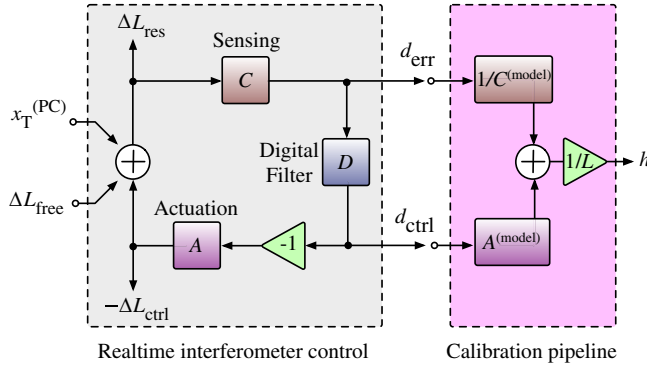 ΔL_res
Sensing
C
d_err
1/C^(model)
x_T^(PC)
+
ΔL_free
Digital
Filter
D
+
1/L
h
Actuation
A
-1
d_ctrl
A^(model)
−ΔL_ctrl
Realtime interferometer control
Calibration pipeline